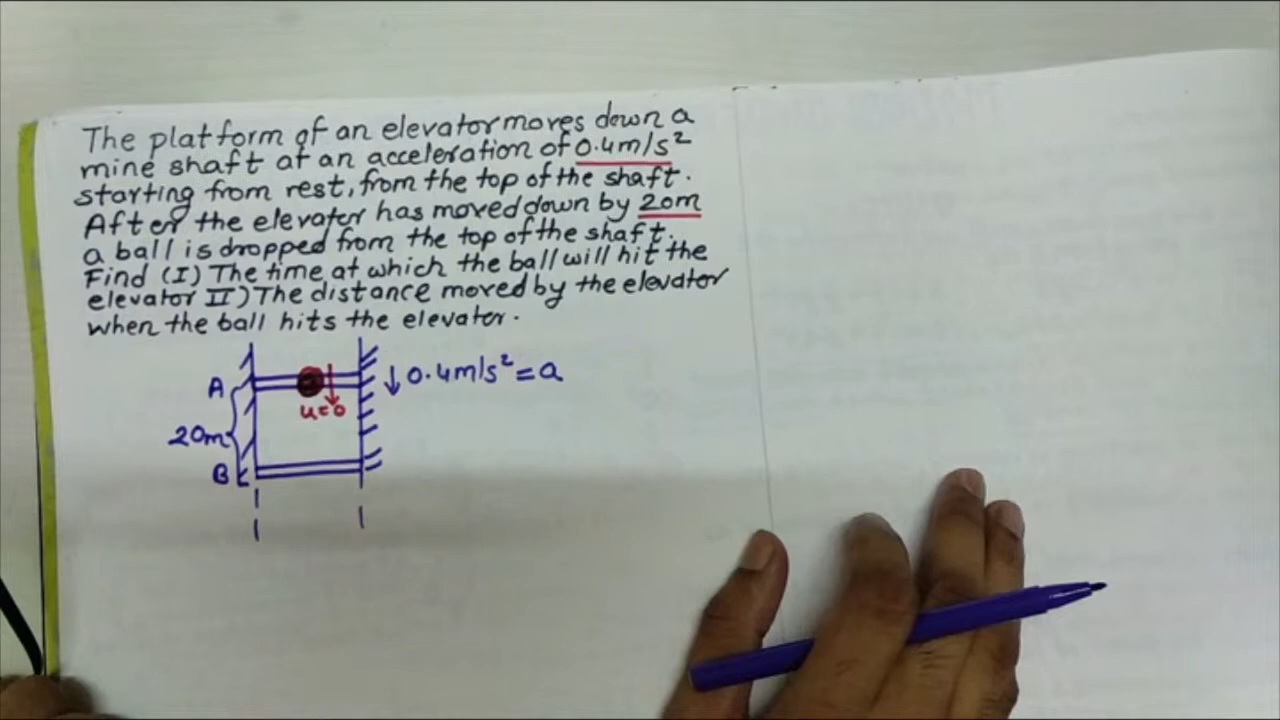 The platform of an elevator moves down a
mine shaft at an acceleration of 0.4m/s²
starting from rest, from the top of the shaft.
After the elevator has moved down by 20m
a ball is dropped from the top of the shaft.
Find (I) The time at which the ball will hit the
elevator II) The distance moved by the elevator
when the ball hits the elevator.
A
↓ 0.4m/s² = a
u=0
20m
B